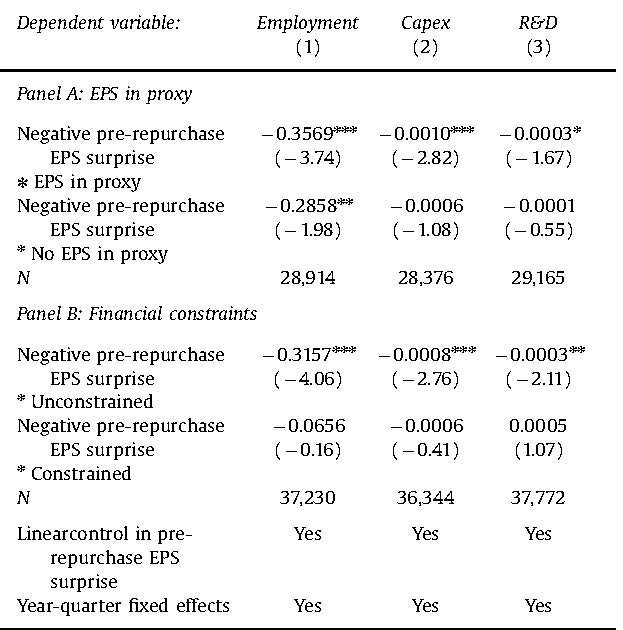 Dependent variable: Employment Capex R&D
(1) (2) (3)
Panel A: EPS in proxy
Negative pre-repurchase −0.3569*** −0.0010*** −0.0003*
EPS surprise (−3.74) (−2.82) (−1.67)
* EPS in proxy
Negative pre-repurchase −0.2858** −0.0006 −0.0001
EPS surprise (−1.98) (−1.08) (−0.55)
* No EPS in proxy
N 28,914 28,376 29,165
Panel B: Financial constraints
Negative pre-repurchase −0.3157*** −0.0008*** −0.0003**
EPS surprise (−4.06) (−2.76) (−2.11)
* Unconstrained
Negative pre-repurchase −0.0656 −0.0006 0.0005
EPS surprise (−0.16) (−0.41) (1.07)
* Constrained
N 37,230 36,344 37,772
Linearcontrol in pre- Yes Yes Yes
repurchase EPS
surprise
Year-quarter fixed effects Yes Yes Yes